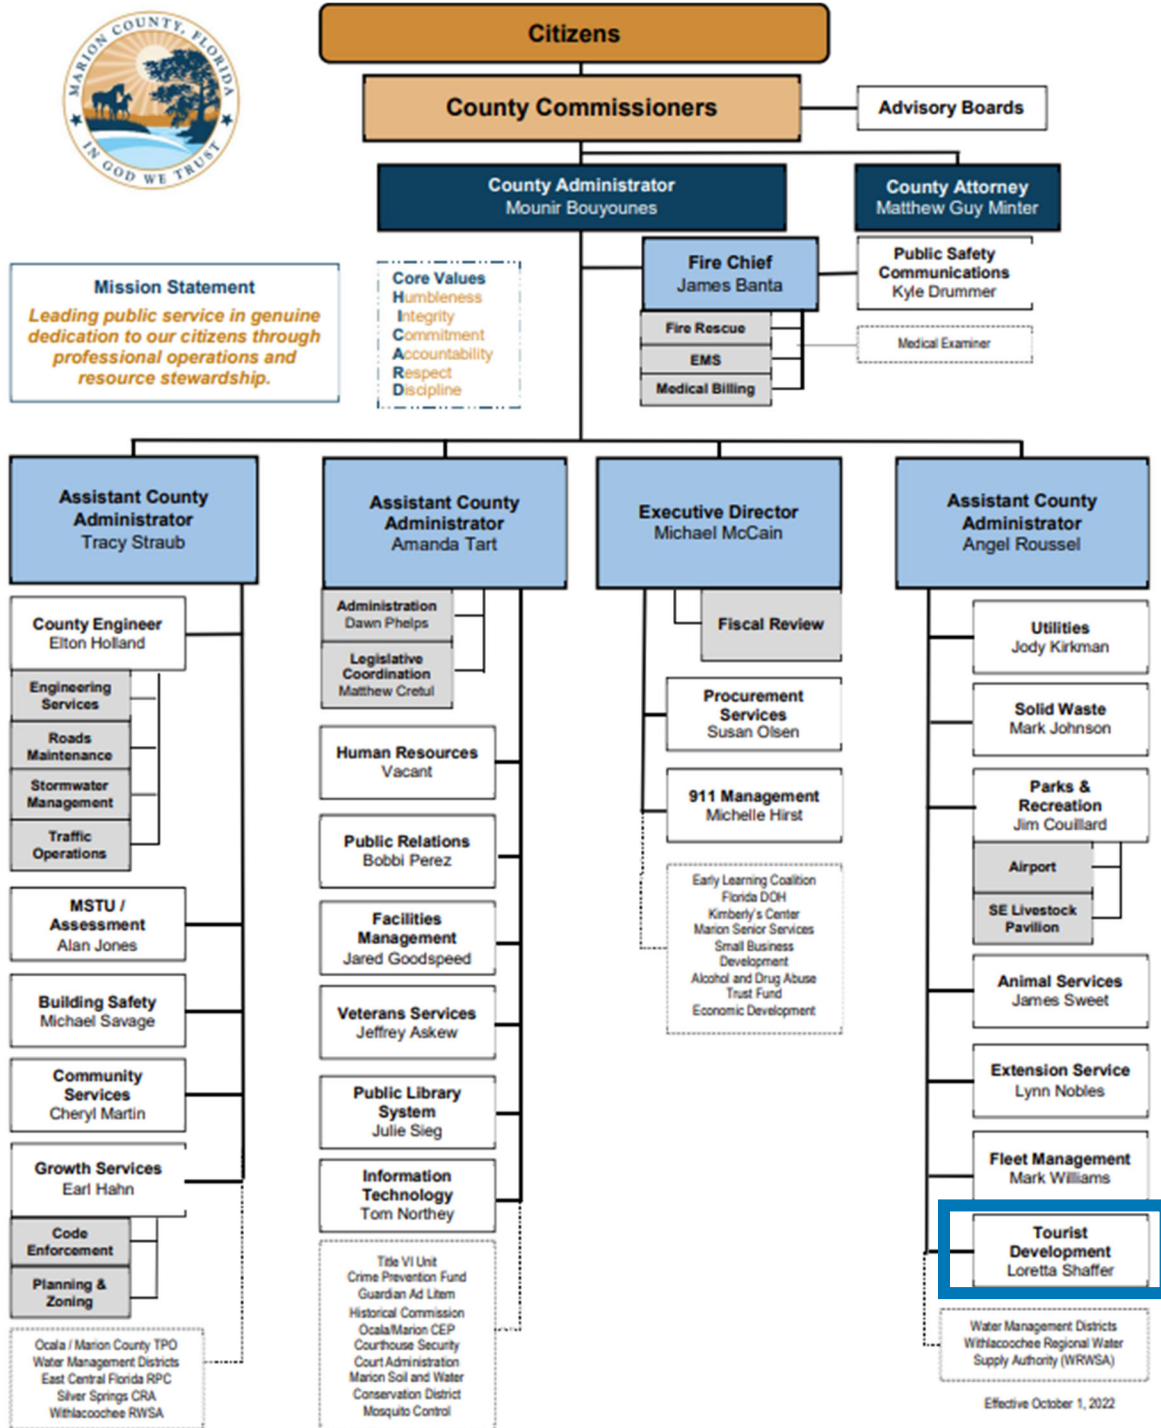 MARION COUNTY, FLORIDA
IN GOD WE TRUST
Citizens
County Commissioners
Advisory Boards
County Administrator
Mounir Bouyounes
County Attorney
Matthew Guy Minter
Mission Statement
Leading public service in genuine
dedication to our citizens through
professional operations and
resource stewardship.
Core Values
Humbleness
Integrity
Commitment
Accountability
Respect
Discipline
Fire Chief
James Banta
Fire Rescue
EMS
Medical Billing
Public Safety
Communications
Kyle Drummer
Medical Examiner
Assistant County
Administrator
Tracy Straub
County Engineer
Elton Holland
Engineering
Services
Roads
Maintenance
Stormwater
Management
Traffic
Operations
MSTU /
Assessment
Alan Jones
Building Safety
Michael Savage
Community
Services
Cheryl Martin
Growth Services
Earl Hahn
Code
Enforcement
Planning &
Zoning
Ocala / Marion County TPO
Water Management Districts
East Central Florida RPC
Silver Springs CRA
Withlacoochee RWSA
Assistant County
Administrator
Amanda Tart
Administration
Dawn Phelps
Legislative
Coordination
Matthew Cretul
Human Resources
Vacant
Public Relations
Bobbi Perez
Facilities
Management
Jared Goodspeed
Veterans Services
Jeffrey Askew
Public Library
System
Julie Sieg
Information
Technology
Tom Northey
Title VI Unit
Crime Prevention Fund
Guardian Ad Litem
Historical Commission
Ocala/Marion CEP
Courthouse Security
Court Administration
Marion Soil and Water
Conservation District
Mosquito Control
Executive Director
Michael McCain
Fiscal Review
Procurement
Services
Susan Olsen
911 Management
Michelle Hirst
Early Learning Coalition
Florida DOH
Kimberly's Center
Marion Senior Services
Small Business
Development
Alcohol and Drug Abuse
Trust Fund
Economic Development
Assistant County
Administrator
Angel Roussel
Utilities
Jody Kirkman
Solid Waste
Mark Johnson
Parks &
Recreation
Jim Couillard
Airport
SE Livestock
Pavilion
Animal Services
James Sweet
Extension Service
Lynn Nobles
Fleet Management
Mark Williams
Tourist
Development
Loretta Shaffer
Water Management Districts
Withlacoochee Regional Water
Supply Authority (WRWSA)
Effective October 1, 2022